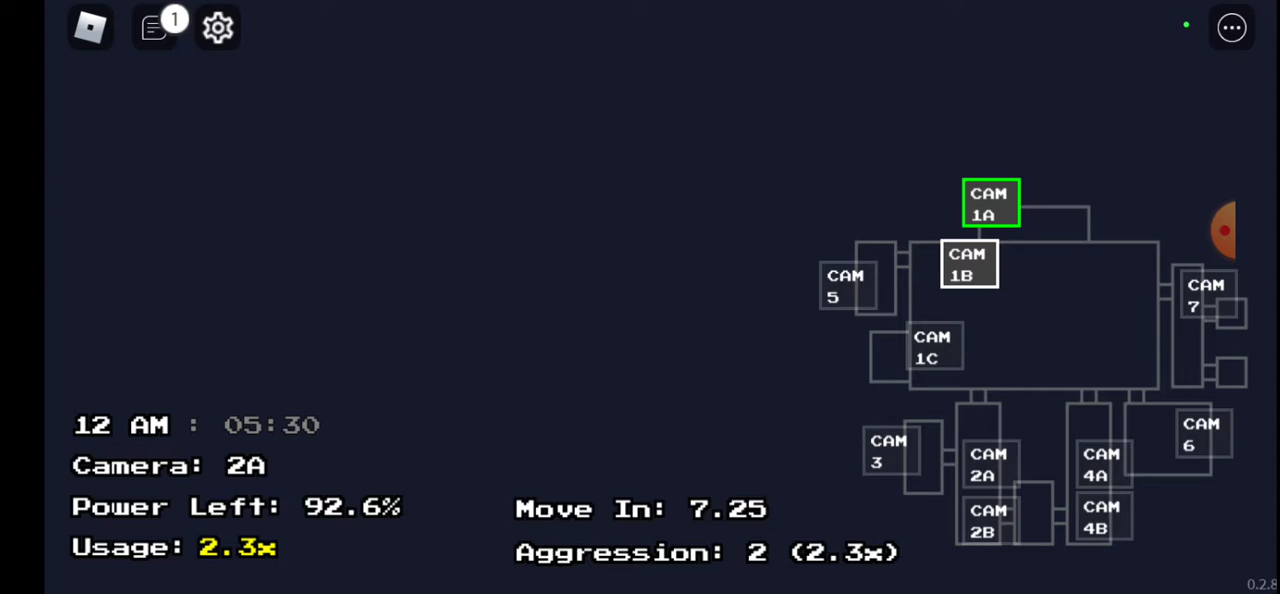 1
CAM
1A
CAM
1B
CAM
5
CAM
7
CAM
1C
12 AM : 05:30
CAM
3
CAM
2A
CAM
4A
CAM
6
Camera: 2A
Power Left: 92.6%
Move In: 7.25
CAM
2B
CAM
4B
Usage: 2.3x
Aggression: 2 (2.3x)
0.2.8